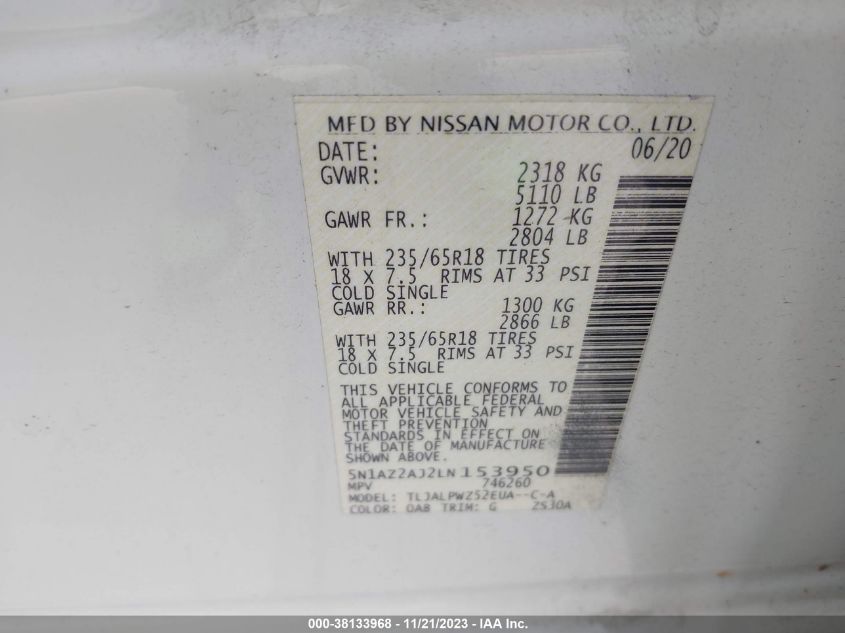 MFD BY NISSAN MOTOR CO., LTD.
DATE: 06/20
GVWR: 2318 KG
5110 LB
GAWR FR.: 1272 KG
2804 LB
WITH 235/65R18 TIRES
18 X 7.5 RIMS AT 33 PSI
COLD SINGLE
GAWR RR.: 1300 KG
2866 LB
WITH 235/65R18 TIRES
18 X 7.5 RIMS AT 33 PSI
COLD SINGLE
THIS VEHICLE CONFORMS TO
ALL APPLICABLE FEDERAL
MOTOR VEHICLE SAFETY AND
THEFT PREVENTION
STANDARDS IN EFFECT ON
THE DATE OF MANUFACTURE
SHOWN ABOVE.
5N1AZ2AJ2LN153950
MPV 746260
MODEL: TLJALPWZ52EUA--C-A
COLOR: QAB TRIM: G Z530A
000-38133968 - 11/21/2023 - IAA Inc.